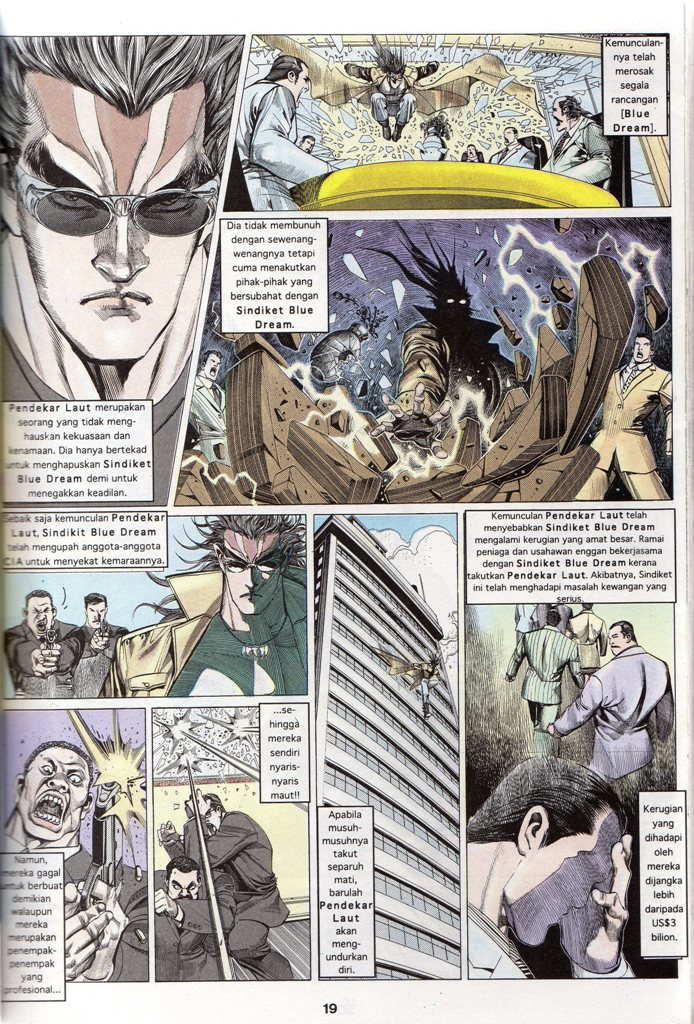 Kemunculan-
nya telah
merosak
segala
rancangan
[Blue
Dream].
Pendekar Laut merupakan
seorang yang tidak meng-
hauskan kekuasaan dan
kenamaan. Dia hanya bertekad
untuk menghapuskan Sindiket
Blue Dream demi untuk
menegakkan keadilan.
Dia tidak membunuh
dengan sewenang-
wenangnya tetapi
cuma menakutkan
pihak-pihak yang
bersubahat dengan
Sindiket Blue
Dream.
Sebaik saja kemunculan Pendekar
Laut, Sindikit Blue Dream
telah mengupah anggota-anggota
CIA untuk menyekat kemaraannya.
Namun,
mereka gagal
untuk berbuat
demikian
walaupun
mereka
merupakan
penempak-
penempak
yang
profesional...
...se-
hingga
mereka
sendiri
nyaris-
nyaris
maut!!
Apabila
musuh-
musuhnya
takut
separuh
mati,
barulah
Pendekar
Laut
akan
meng-
undurkan
diri.
Kemunculan Pendekar Laut telah
menyebabkan Sindiket Blue Dream
mengalami kerugian yang amat besar. Ramai
peniaga dan usahawan enggan bekerjasama
dengan Sindiket Blue Dream kerana
takutkan Pendekar Laut. Akibatnya, Sindiket
ini telah menghadapi masalah kewangan yang
serius.
Kerugian
yang
dihadapi
oleh
mereka
dijangka
lebih
daripada
US$3
bilion.
19